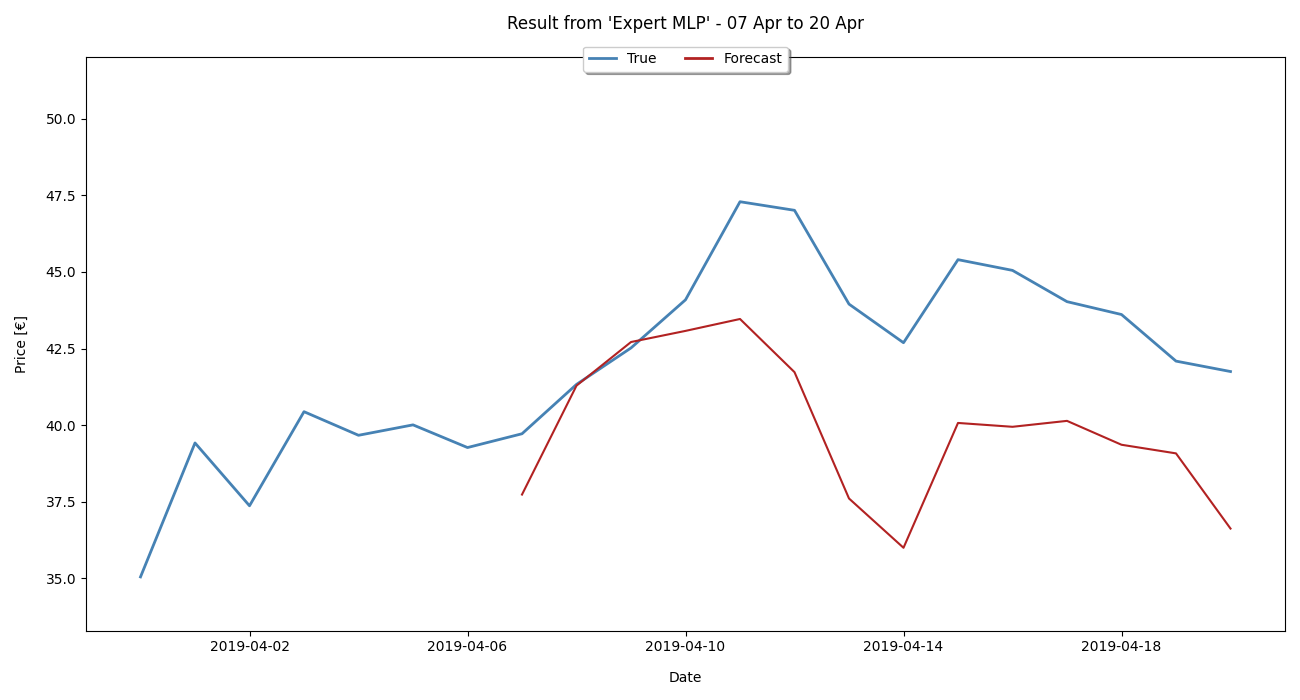 Result from 'Expert MLP' - 07 Apr to 20 Apr
True Forecast
50.0
47.5
45.0
42.5
40.0
37.5
35.0
Price [€]
2019-04-02 2019-04-06 2019-04-10 2019-04-14 2019-04-18
Date